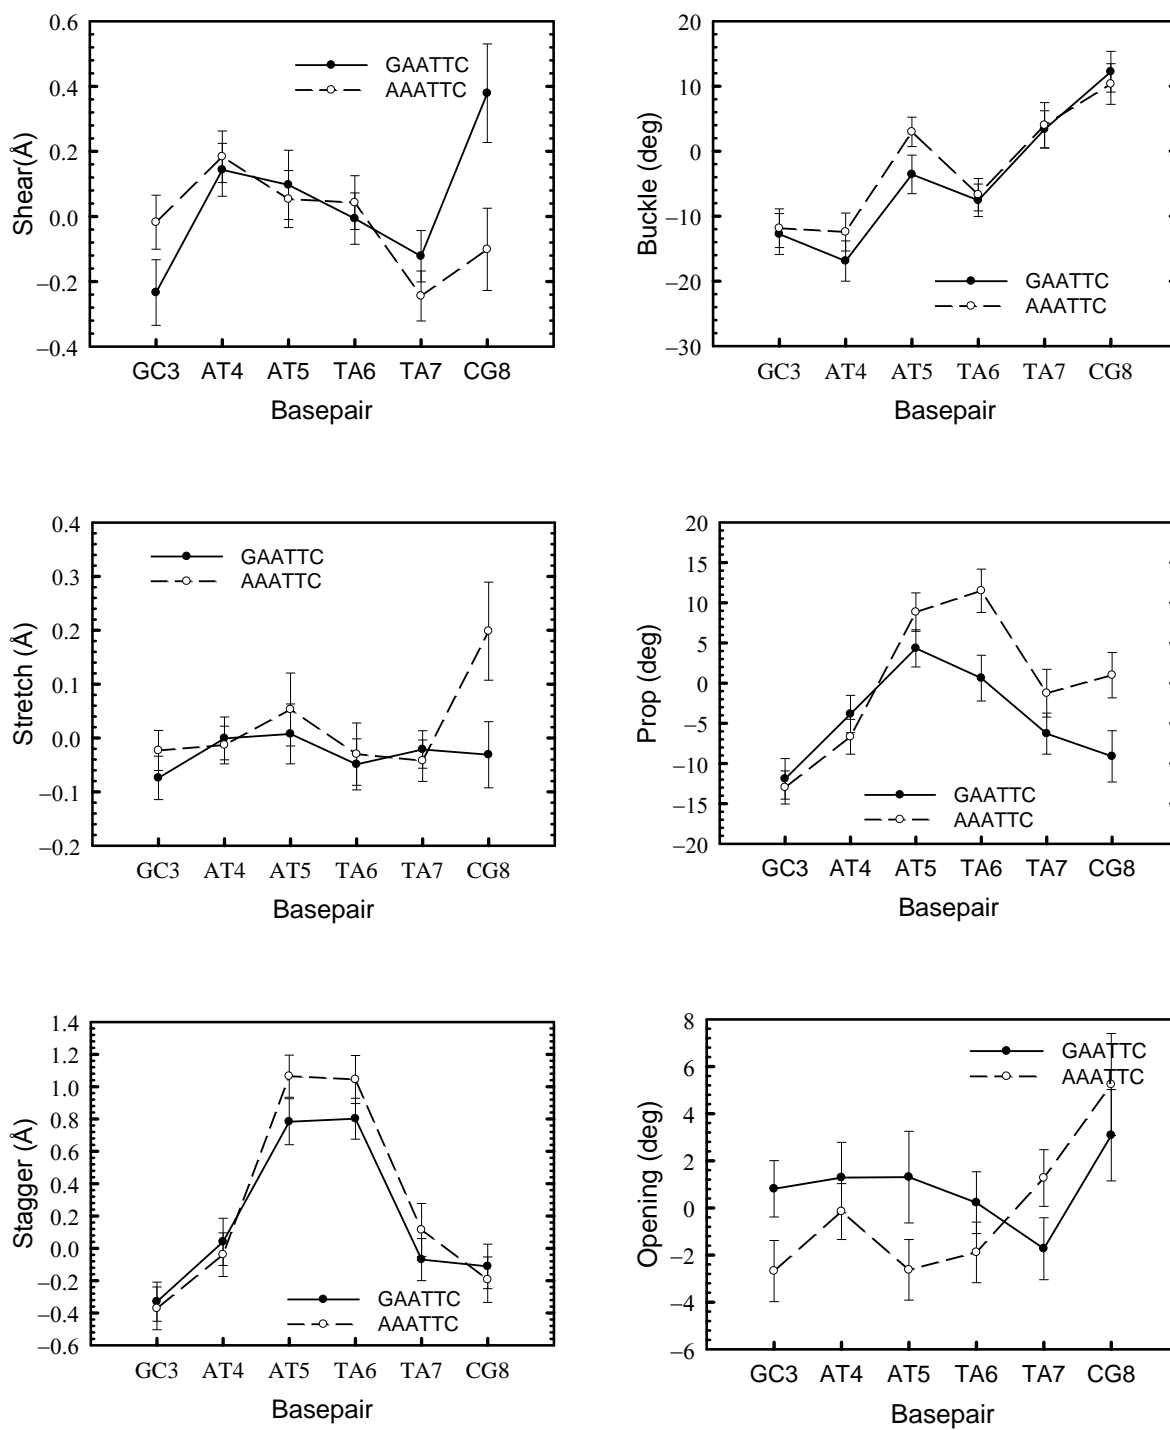 Shear(Å)
0.6
0.4
0.2
0.0
−0.2
−0.4
GAATTC
AAATTC
GC3 AT4 AT5 TA6 TA7 CG8
Basepair
Buckle (deg)
20
10
0
−10
−20
−30
GAATTC
AAATTC
GC3 AT4 AT5 TA6 TA7 CG8
Basepair
Stretch (Å)
0.4
0.3
0.2
0.1
0.0
−0.1
−0.2
GAATTC
AAATTC
GC3 AT4 AT5 TA6 TA7 CG8
Basepair
Prop (deg)
20
15
10
5
0
−5
−10
−15
−20
GAATTC
AAATTC
GC3 AT4 AT5 TA6 TA7 CG8
Basepair
Stagger (Å)
1.4
1.2
1.0
0.8
0.6
0.4
0.2
0.0
−0.2
−0.4
−0.6
GAATTC
AAATTC
GC3 AT4 AT5 TA6 TA7 CG8
Basepair
Opening (deg)
8
6
4
2
0
−2
−4
−6
GAATTC
AAATTC
GC3 AT4 AT5 TA6 TA7 CG8
Basepair